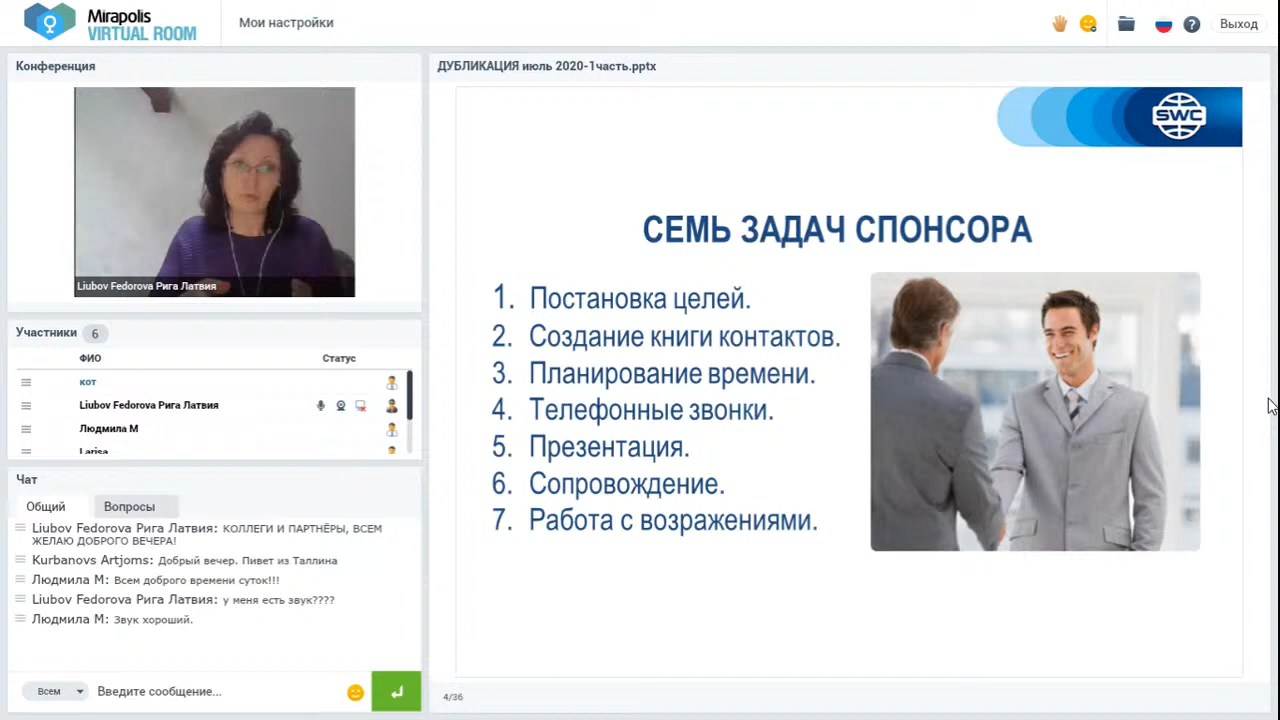 Mirapolis
VIRTUAL ROOM
Мои настройки
?
Выход
Конференция
Liubov Fedorova Рига Латвия
Участники 6
ФИО Статус
кот
Liubov Fedorova Рига Латвия
Людмила М
Larisa
Чат
Общий Вопросы
Liubov Fedorova Рига Латвия: КОЛЛЕГИ И ПАРТНЁРЫ, ВСЕМ
ЖЕЛАЮ ДОБРОГО ВЕЧЕРА!
Kurbanovs Artjoms: Добрый вечер. Пивет из Таллина
Людмила М: Всем доброго времени суток!!!
Liubov Fedorova Рига Латвия: у меня есть звук????
Людмила М: Звук хороший.
Всем Введите сообщение...
ДУБЛИКАЦИЯ июль 2020-1часть.pptx
SWC
СЕМЬ ЗАДАЧ СПОНСОРА
1. Постановка целей.
2. Создание книги контактов.
3. Планирование времени.
4. Телефонные звонки.
5. Презентация.
6. Сопровождение.
7. Работа с возражениями.
4/36